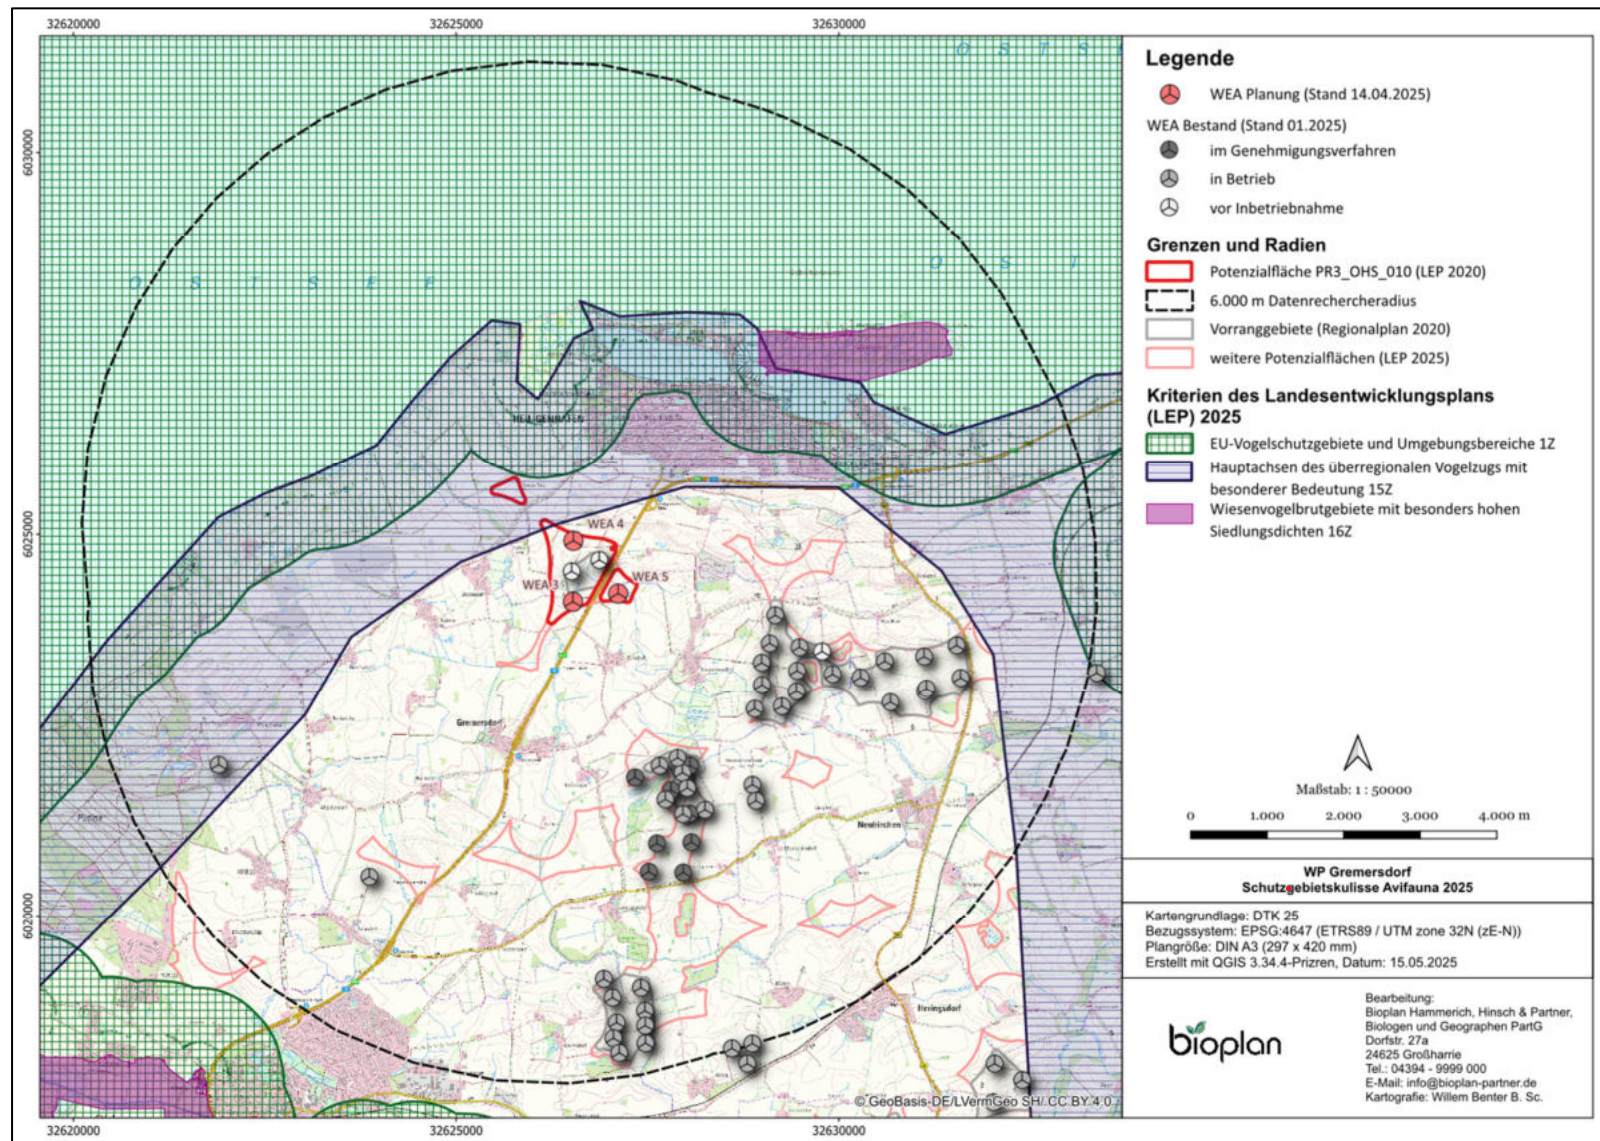 32620000
32625000
32630000
O S T S
6030000
O S T S E E
O S T
HEILIGENHAFEN
6025000
WEA 4
WEA 3
WEA 5
Gremersdorf
Neukirchen
6020000
Heringsdorf
© GeoBasis-DE/LVermGeo SH/ CC BY 4.0
32620000
32625000
32630000
Legende
WEA Planung (Stand 14.04.2025)
WEA Bestand (Stand 01.2025)
im Genehmigungsverfahren
in Betrieb
vor Inbetriebnahme
Grenzen und Radien
Potenzialfläche PR3_OHS_010 (LEP 2020)
6.000 m Datenrechercheradius
Vorranggebiete (Regionalplan 2020)
weitere Potenzialflächen (LEP 2025)
Kriterien des Landesentwicklungsplans
(LEP) 2025
EU-Vogelschutzgebiete und Umgebungsbereiche 1Z
Hauptachsen des überregionalen Vogelzugs mit
besonderer Bedeutung 15Z
Wiesenvogelbrutgebiete mit besonders hohen
Siedlungsdichten 16Z
Maßstab: 1 : 50000
0 1.000 2.000 3.000 4.000 m
WP Gremersdorf
Schutzgebietskulisse Avifauna 2025
Kartengrundlage: DTK 25
Bezugssystem: EPSG:4647 (ETRS89 / UTM zone 32N (zE-N))
Plangröße: DIN A3 (297 x 420 mm)
Erstellt mit QGIS 3.34.4-Prizren, Datum: 15.05.2025
bioplan
Bearbeitung:
Bioplan Hammerich, Hinsch & Partner,
Biologen und Geographen PartG
Dorfstr. 27a
24625 Großharrie
Tel.: 04394 - 9999 000
E-Mail: info@bioplan-partner.de
Kartografie: Willem Benter B. Sc.